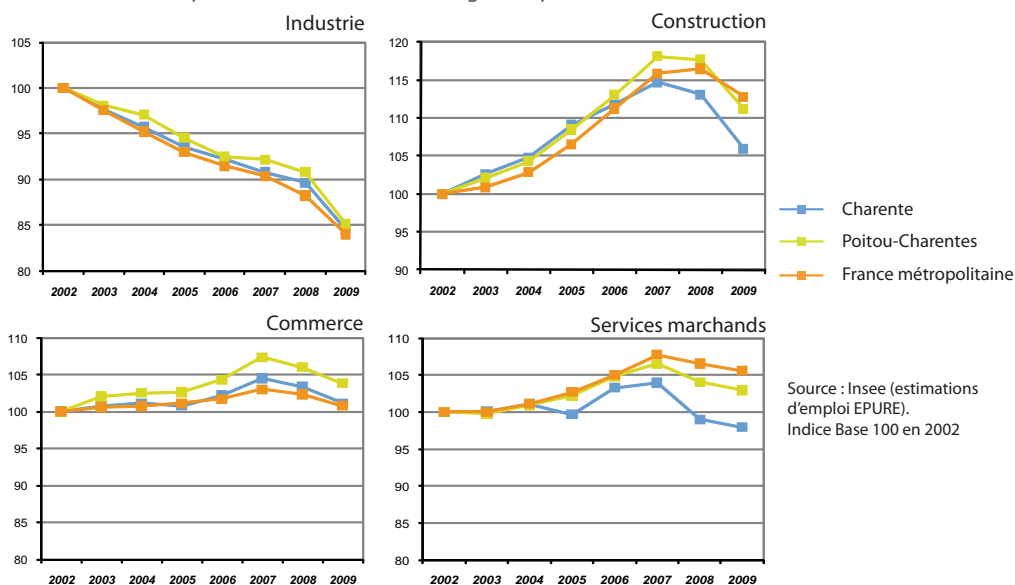 Industrie
105
100
95
90
85
80
2002 2003 2004 2005 2006 2007 2008 2009
Construction
120
115
110
105
100
95
90
2002 2003 2004 2005 2006 2007 2008 2009
Charente
Poitou-Charentes
France métropolitaine
Commerce
110
105
100
95
90
85
80
2002 2003 2004 2005 2006 2007 2008 2009
Services marchands
110
105
100
95
90
85
80
2002 2003 2004 2005 2006 2007 2008 2009
Source : Insee (estimations
d'emploi EPURE).
Indice Base 100 en 2002